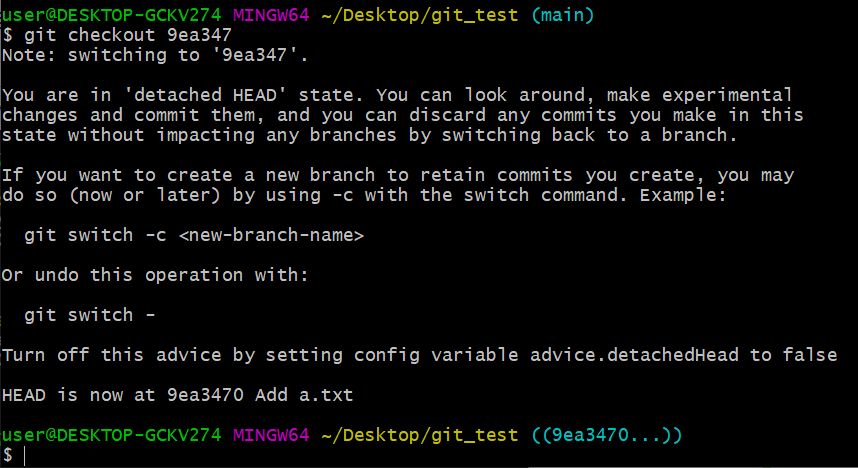 user@DESKTOP-GCKV274 MINGW64 ~/Desktop/git_test (main)
$ git checkout 9ea347
Note: switching to '9ea347'.
You are in 'detached HEAD' state. You can look around, make experimental
changes and commit them, and you can discard any commits you make in this
state without impacting any branches by switching back to a branch.
If you want to create a new branch to retain commits you create, you may
do so (now or later) by using -c with the switch command. Example:
git switch -c <new-branch-name>
Or undo this operation with:
git switch -
Turn off this advice by setting config variable advice.detachedHead to false
HEAD is now at 9ea3470 Add a.txt
user@DESKTOP-GCKV274 MINGW64 ~/Desktop/git_test ((9ea3470...))
$